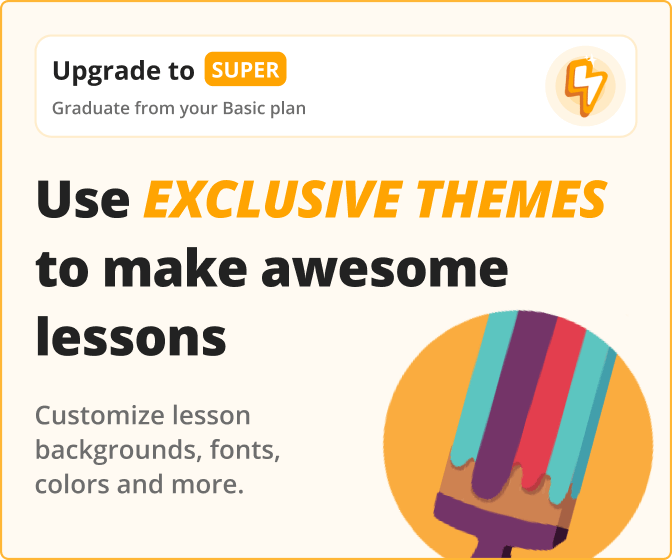 Upgrade to SUPER
Graduate from your Basic plan
Use EXCLUSIVE THEMES
to make awesome
lessons
Customize lesson
backgrounds, fonts,
colors and more.